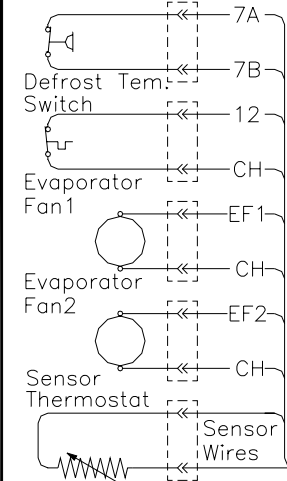 7A
7B
Defrost Tem.
Switch
12
CH
Evaporator
Fan1
EF1
CH
Evaporator
Fan2
EF2
CH
Sensor
Thermostat
Sensor
Wires